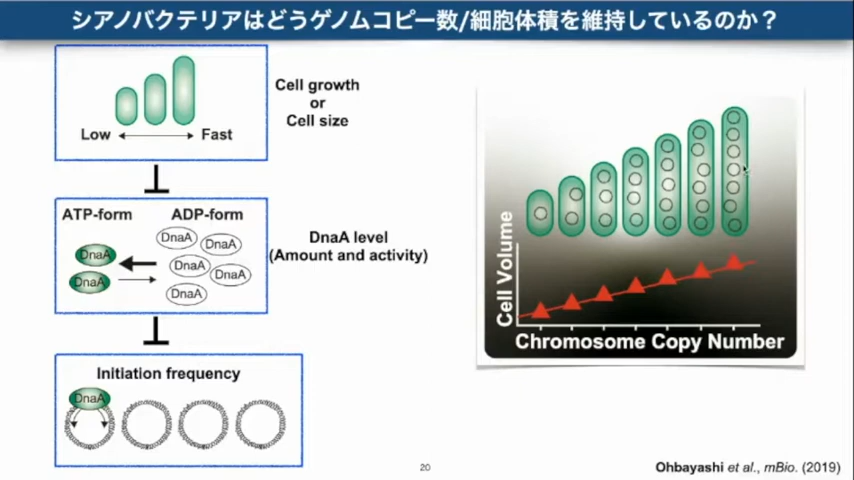 シアノバクテリアはどうゲノムコピー数/細胞体積を維持しているのか？
Low
Fast
Cell growth
or
Cell size
ATP-form
ADP-form
DnaA
DnaA
DnaA
DnaA
DnaA
DnaA
DnaA
DnaA level
(Amount and activity)
Initiation frequency
DnaA
Cell Volume
Chromosome Copy Number
20
Ohbayashi et al., mBio. (2019)